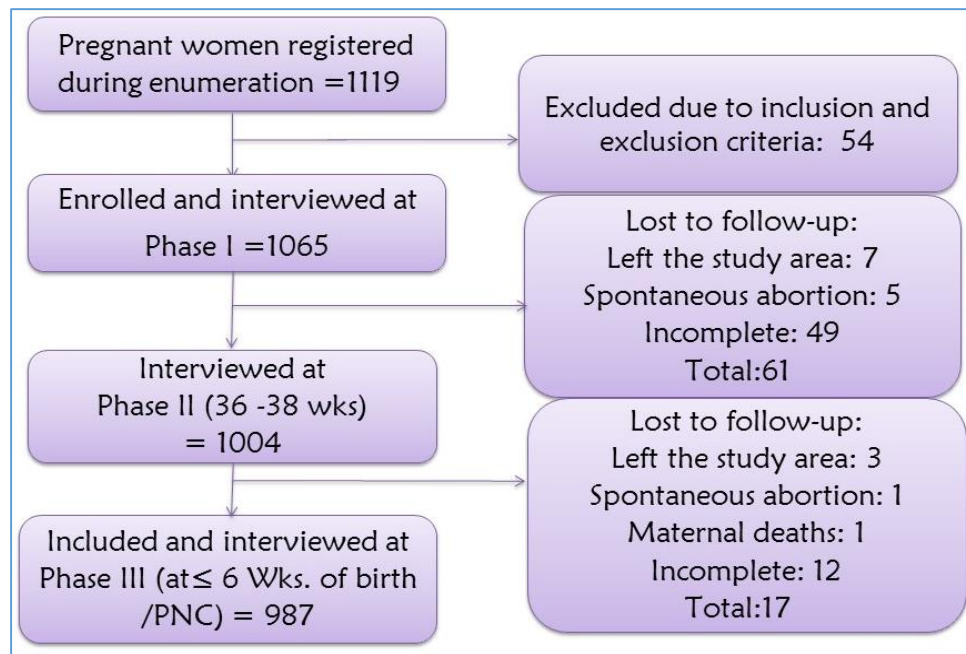 Pregnant women registered
during enumeration =1119
Excluded due to inclusion and
exclusion criteria: 54
Enrolled and interviewed at
Phase I =1065
Lost to follow-up:
Left the study area: 7
Spontaneous abortion: 5
Incomplete: 49
Total:61
Interviewed at
Phase II (36 -38 wks)
= 1004
Lost to follow-up:
Left the study area: 3
Spontaneous abortion: 1
Maternal deaths: 1
Incomplete: 12
Total:17
Included and interviewed at
Phase III (at≤ 6 Wks. of birth
/PNC) = 987